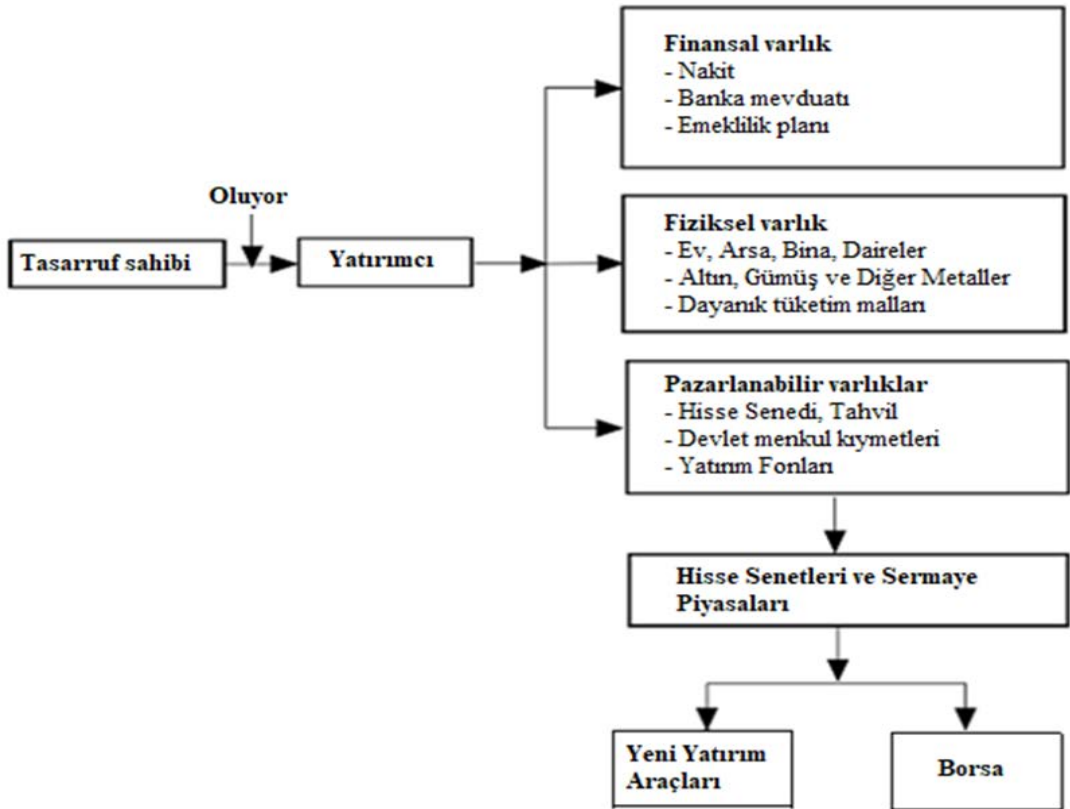 Finansal varlık
- Nakit
- Banka mevduatı
- Emeklilik planı
Oluyor
Tasarruf sahibi
Yatırımcı
Fiziksel varlık
- Ev, Arsa, Bina, Daireler
- Altın, Gümüş ve Diğer Metaller
- Dayanık tüketim malları
Pazarlanabilir varlıklar
- Hisse Senedi, Tahvil
- Devlet menkul kıymetleri
- Yatırım Fonları
Hisse Senetleri ve Sermaye
Piyasaları
Yeni Yatırım
Araçları
Borsa